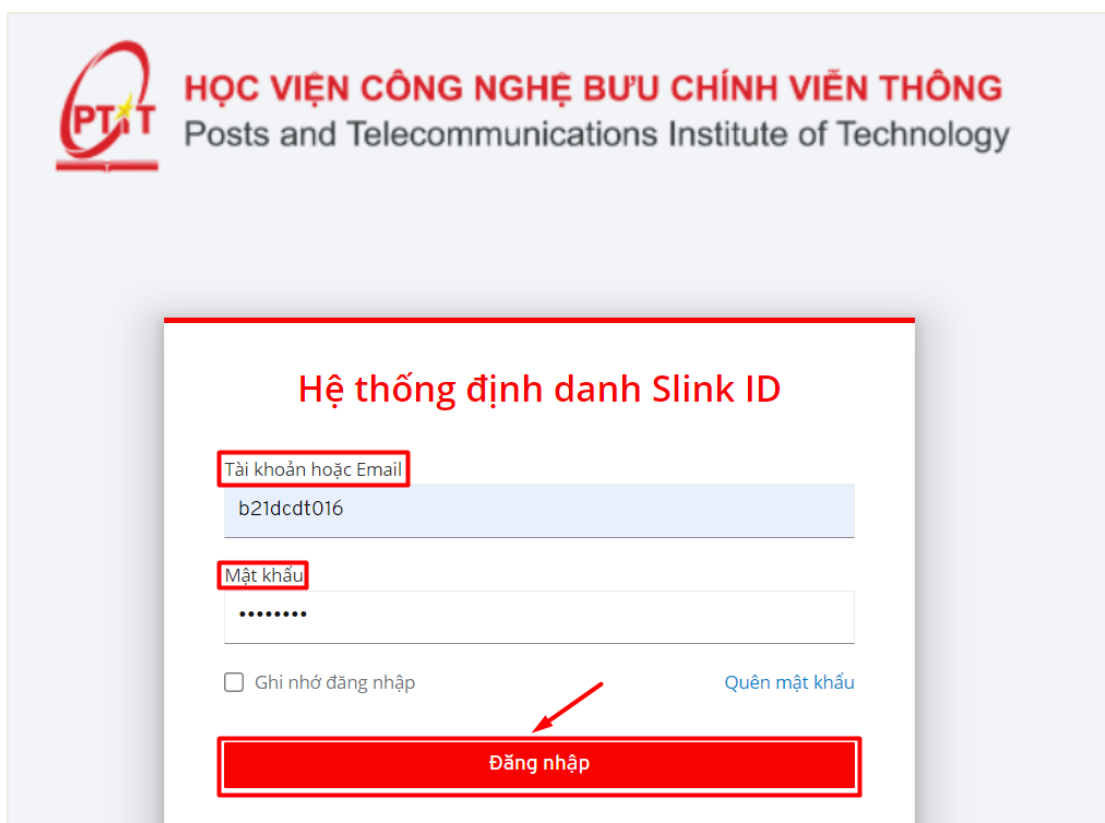 PTIT
HỌC VIỆN CÔNG NGHỆ BƯU CHÍNH VIỄN THÔNG
Posts and Telecommunications Institute of Technology
Hệ thống định danh Slink ID
Tài khoản hoặc Email
b21dcdt016
Mật khẩu
••••••••
Ghi nhớ đăng nhập
Quên mật khẩu
Đăng nhập